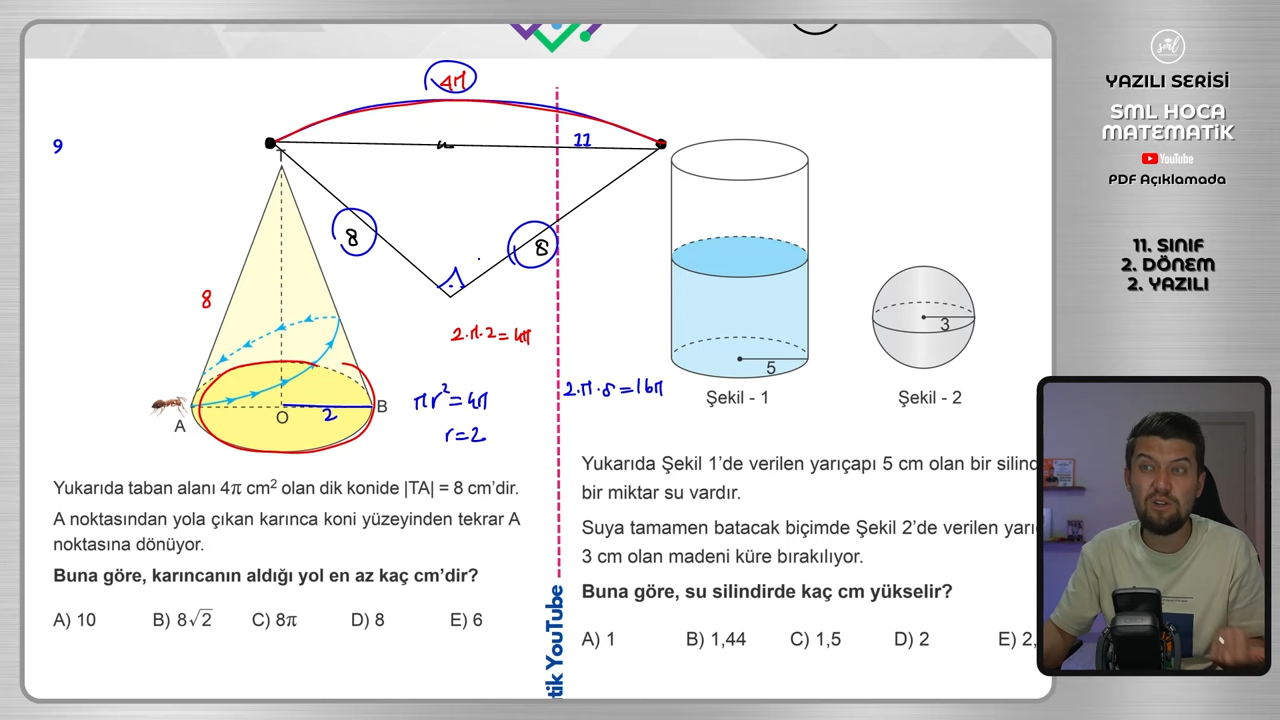 sml
YAZILI SERİSİ
SML HOCA
MATEMATİK
YouTube
PDF Açıklamada
11. SINIF
2. DÖNEM
2. YAZILI
9
4π
11
T
8
8
8
2·π·2=4π
A
O
2
B
πr²=4π
r=2
2·π·8=16π
5
Şekil - 1
3
Şekil - 2
Yukarıda taban alanı 4π cm² olan dik konide |TA| = 8 cm'dir.
A noktasından yola çıkan karınca koni yüzeyinden tekrar A
noktasına dönüyor.
Buna göre, karıncanın aldığı yol en az kaç cm'dir?
A) 10 B) 8√2 C) 8π D) 8 E) 6
tik YouTube
Yukarıda Şekil 1'de verilen yarıçapı 5 cm olan bir silind
bir miktar su vardır.
Suya tamamen batacak biçimde Şekil 2'de verilen yarı
3 cm olan madeni küre bırakılıyor.
Buna göre, su silindirde kaç cm yükselir?
A) 1 B) 1,44 C) 1,5 D) 2 E) 2,